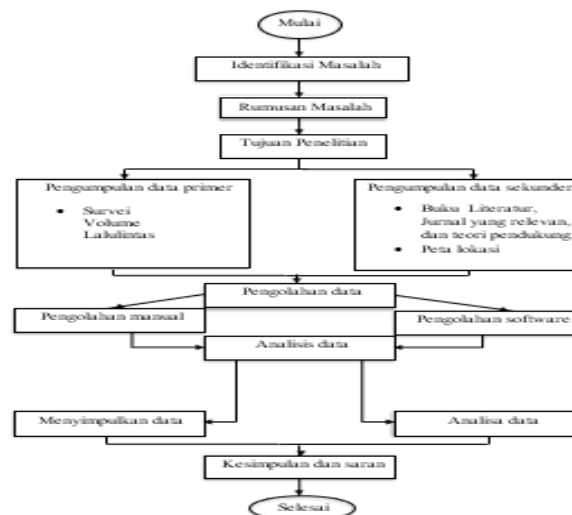 Mulai
Identifikasi Masalah
Rumusan Masalah
Tujuan Penelitian
Pengumpulan data primer
• Survei
Volume
Lalulintas
Pengumpulan data sekunder
• Buku Literatur,
Jurnal yang relevan,
dan teori pendukung
• Peta lokasi
Pengolahan data
Pengolahan manual
Pengolahan software
Analisis data
Menyimpulkan data
Analisa data
Kesimpulan dan saran
Selesai